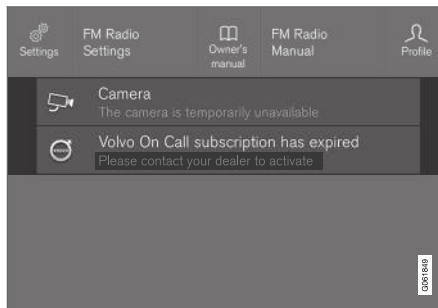 Settings
FM Radio
Settings
Owner's
manual
FM Radio
Manual
Profile
Camera
The camera is temporarily unavailable
Volvo On Call subscription has expired
Please contact your dealer to activate
G061849